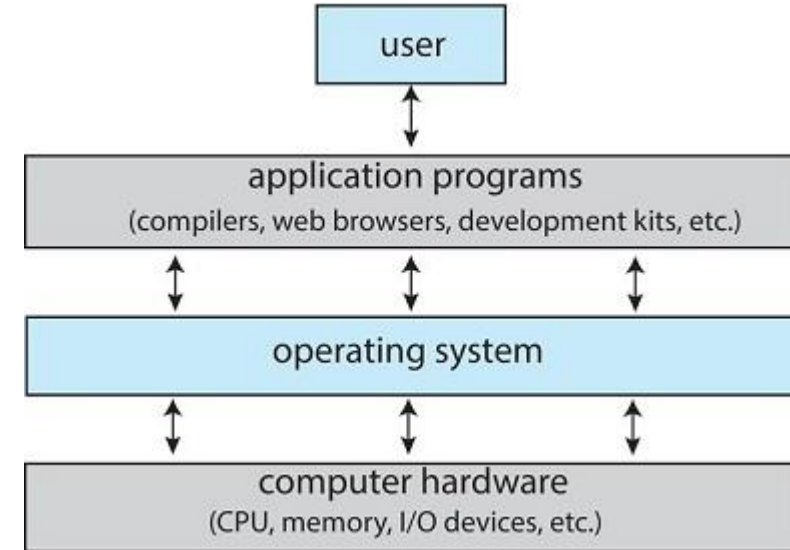 user
application programs
(compilers, web browsers, development kits, etc.)
operating system
computer hardware
(CPU, memory, I/O devices, etc.)